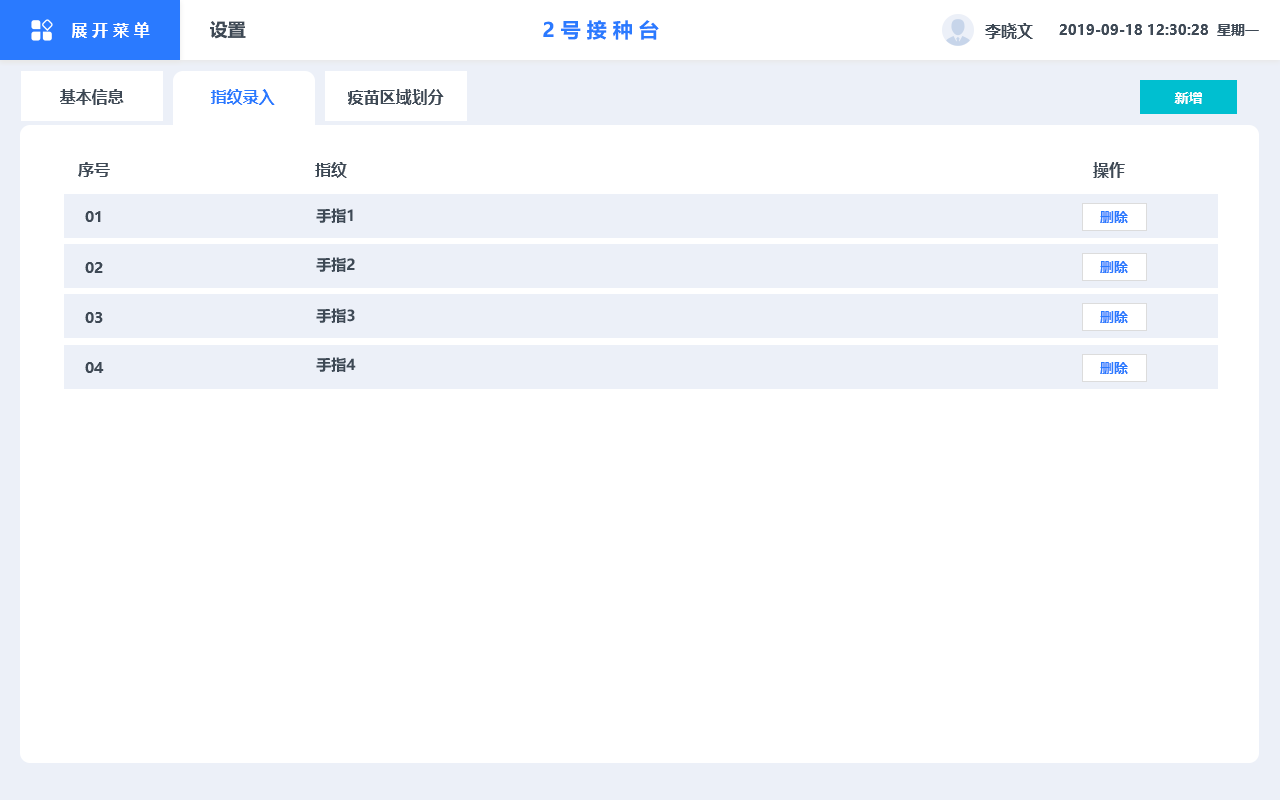 展开菜单 设置 2号接种台 李晓文 2019-09-18 12:30:28 星期一
基本信息 指纹录入 疫苗区域划分 新增
序号 指纹 操作
01 手指1 删除
02 手指2 删除
03 手指3 删除
04 手指4 删除